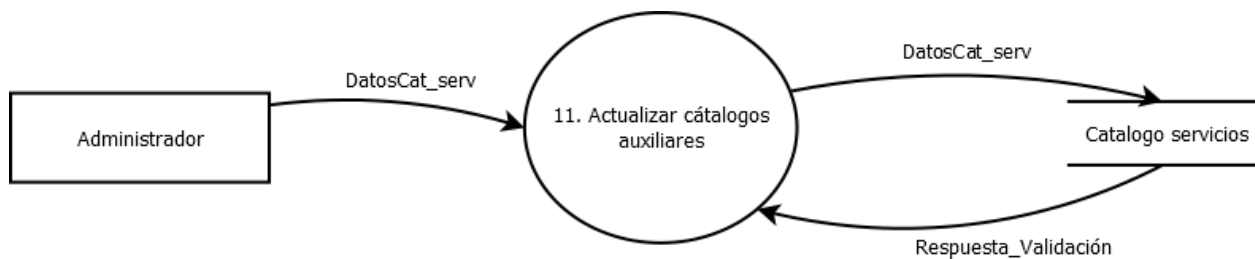 DatosCat_serv
DatosCat_serv
Administrador
11. Actualizar cátalogos
auxiliares
Catalogo servicios
Respuesta_Validación